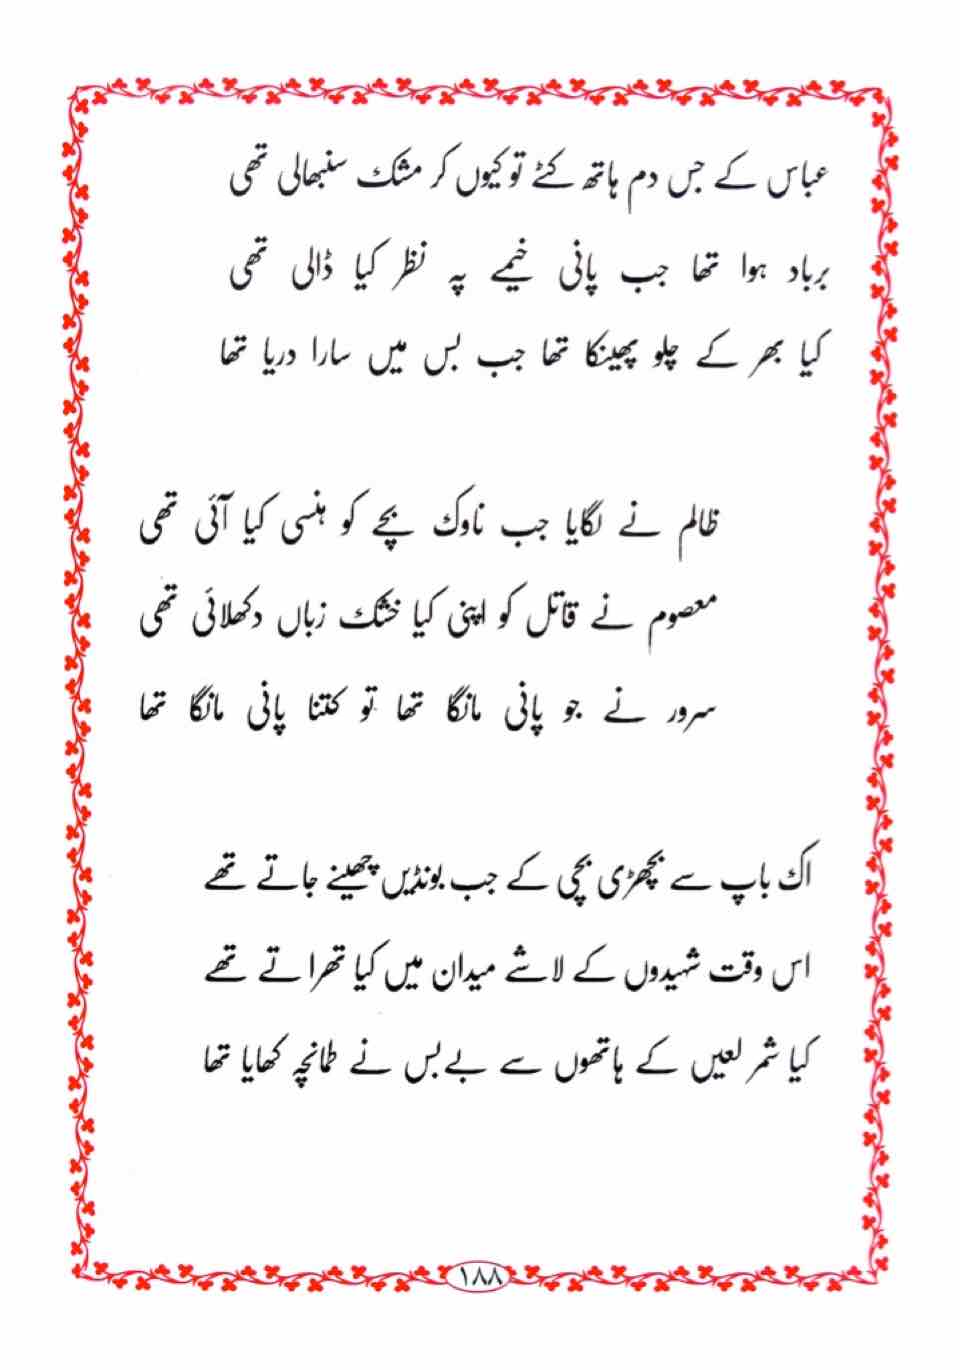 عباس کے جس دم ہاتھ کٹے تو کیوں کر مشک سنبھالی تھی
برباد ہوا تھا جب پانی خیمے پہ نظر کیا ڈالی تھی
کیا بھر کے چلو پھینکا تھا جب بس میں سارا دریا تھا
ظالم نے لگایا جب ناوک بچے کو ہنسی کیا آئی تھی
معصوم نے قاتل کو اپنی کیا خشک زباں دکھلائی تھی
سرور نے جو پانی مانگا تھا تو کتنا پانی مانگا تھا
اک باپ سے بچھڑی بچی کے جب بونڈیں چھینے جاتے تھے
اس وقت شہیدوں کے لاشے میدان میں کیا تھراتے تھے
کیا شمر لعیں کے ہاتھوں سے بےبس نے طمانچہ کھایا تھا
۱۸۸